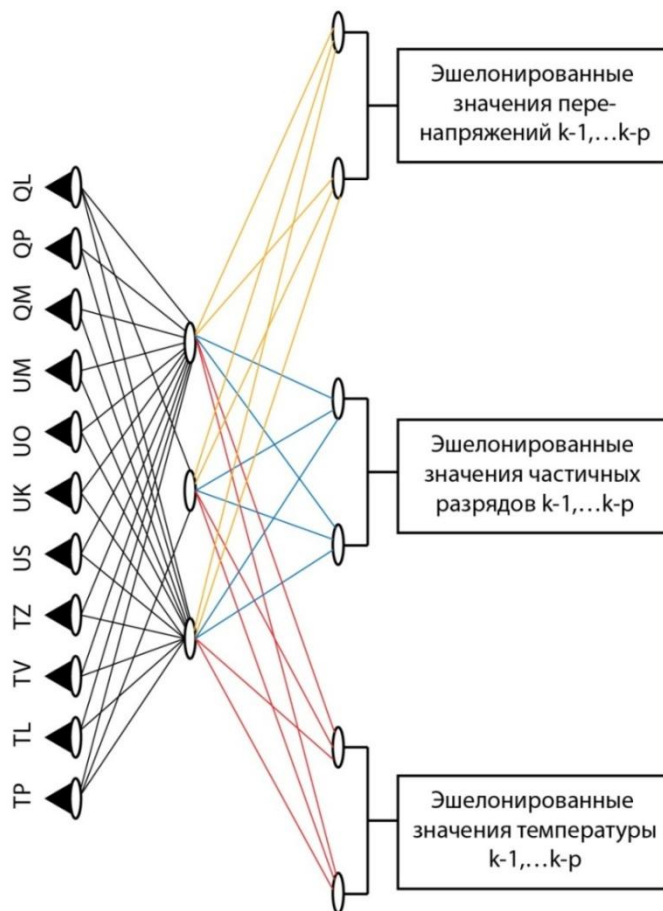 Эшелонированные
значения пере-
напряжений k-1,...k-p
QL
QP
QM
UM
UO
UK
US
TZ
TV
TL
TP
Эшелонированные
значения частичных
разрядов k-1,...k-p
Эшелонированные
значения температуры
k-1,...k-p